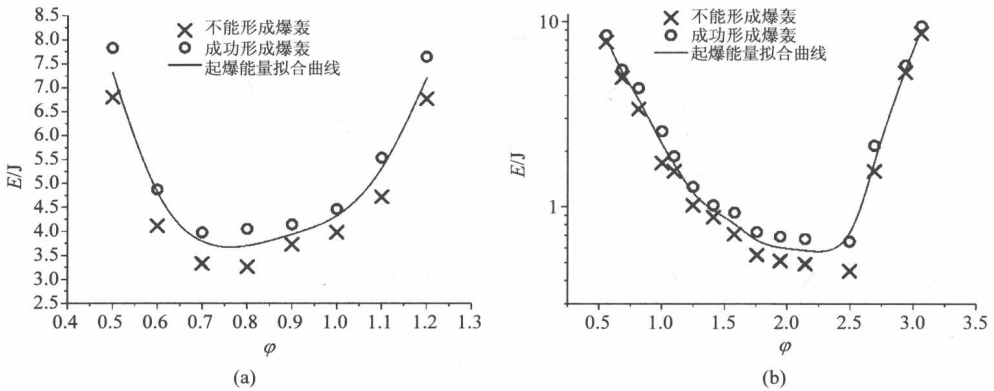 8.5
8.0
7.5
7.0
6.5
6.0
5.5
5.0
4.5
4.0
3.5
3.0
2.5
E/J
不能形成爆轰
成功形成爆轰
起爆能量拟合曲线
0.4 0.5 0.6 0.7 0.8 0.9 1.0 1.1 1.2 1.3
φ
(a)
10
1
E/J
不能形成爆轰
成功形成爆轰
起爆能量拟合曲线
0.5 1.0 1.5 2.0 2.5 3.0 3.5
φ
(b)